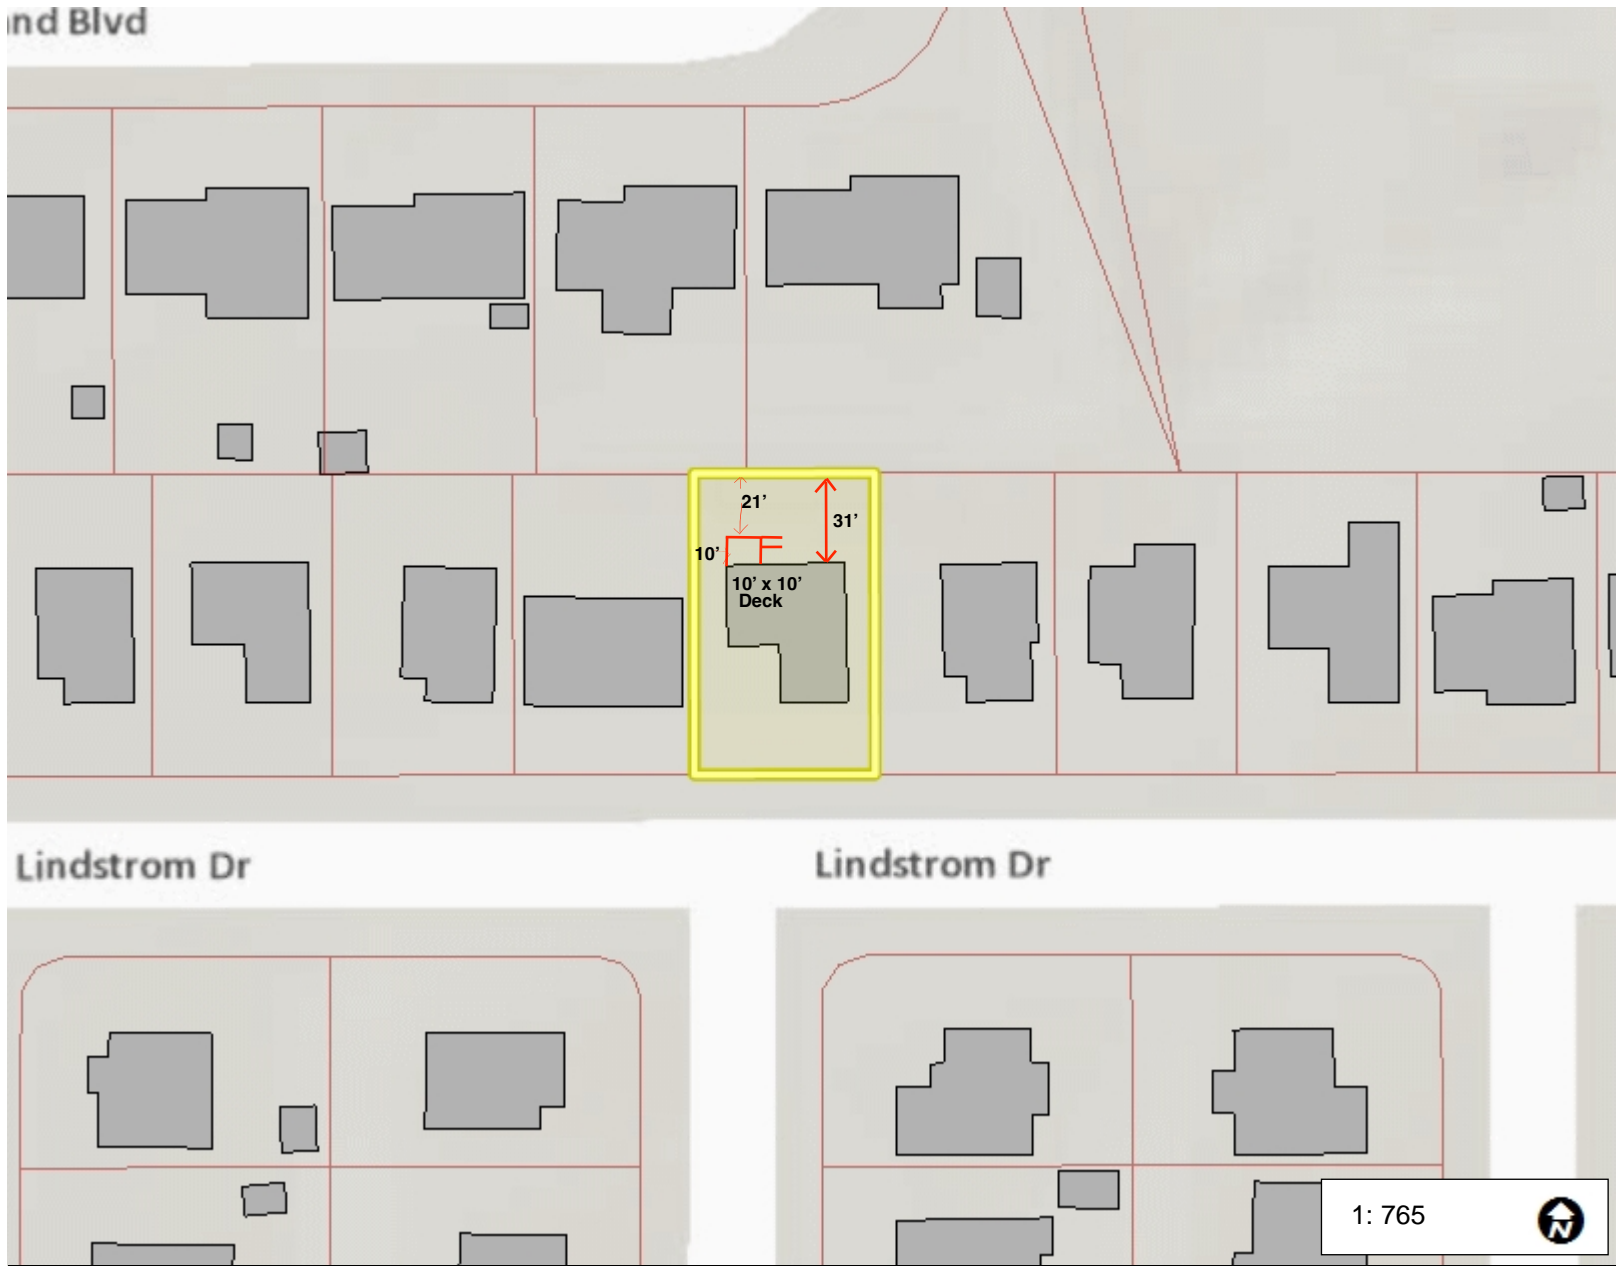 nd Blvd
21’
31’
10’
10’ x 10’
Deck
Lindstrom Dr
Lindstrom Dr
1: 765
N